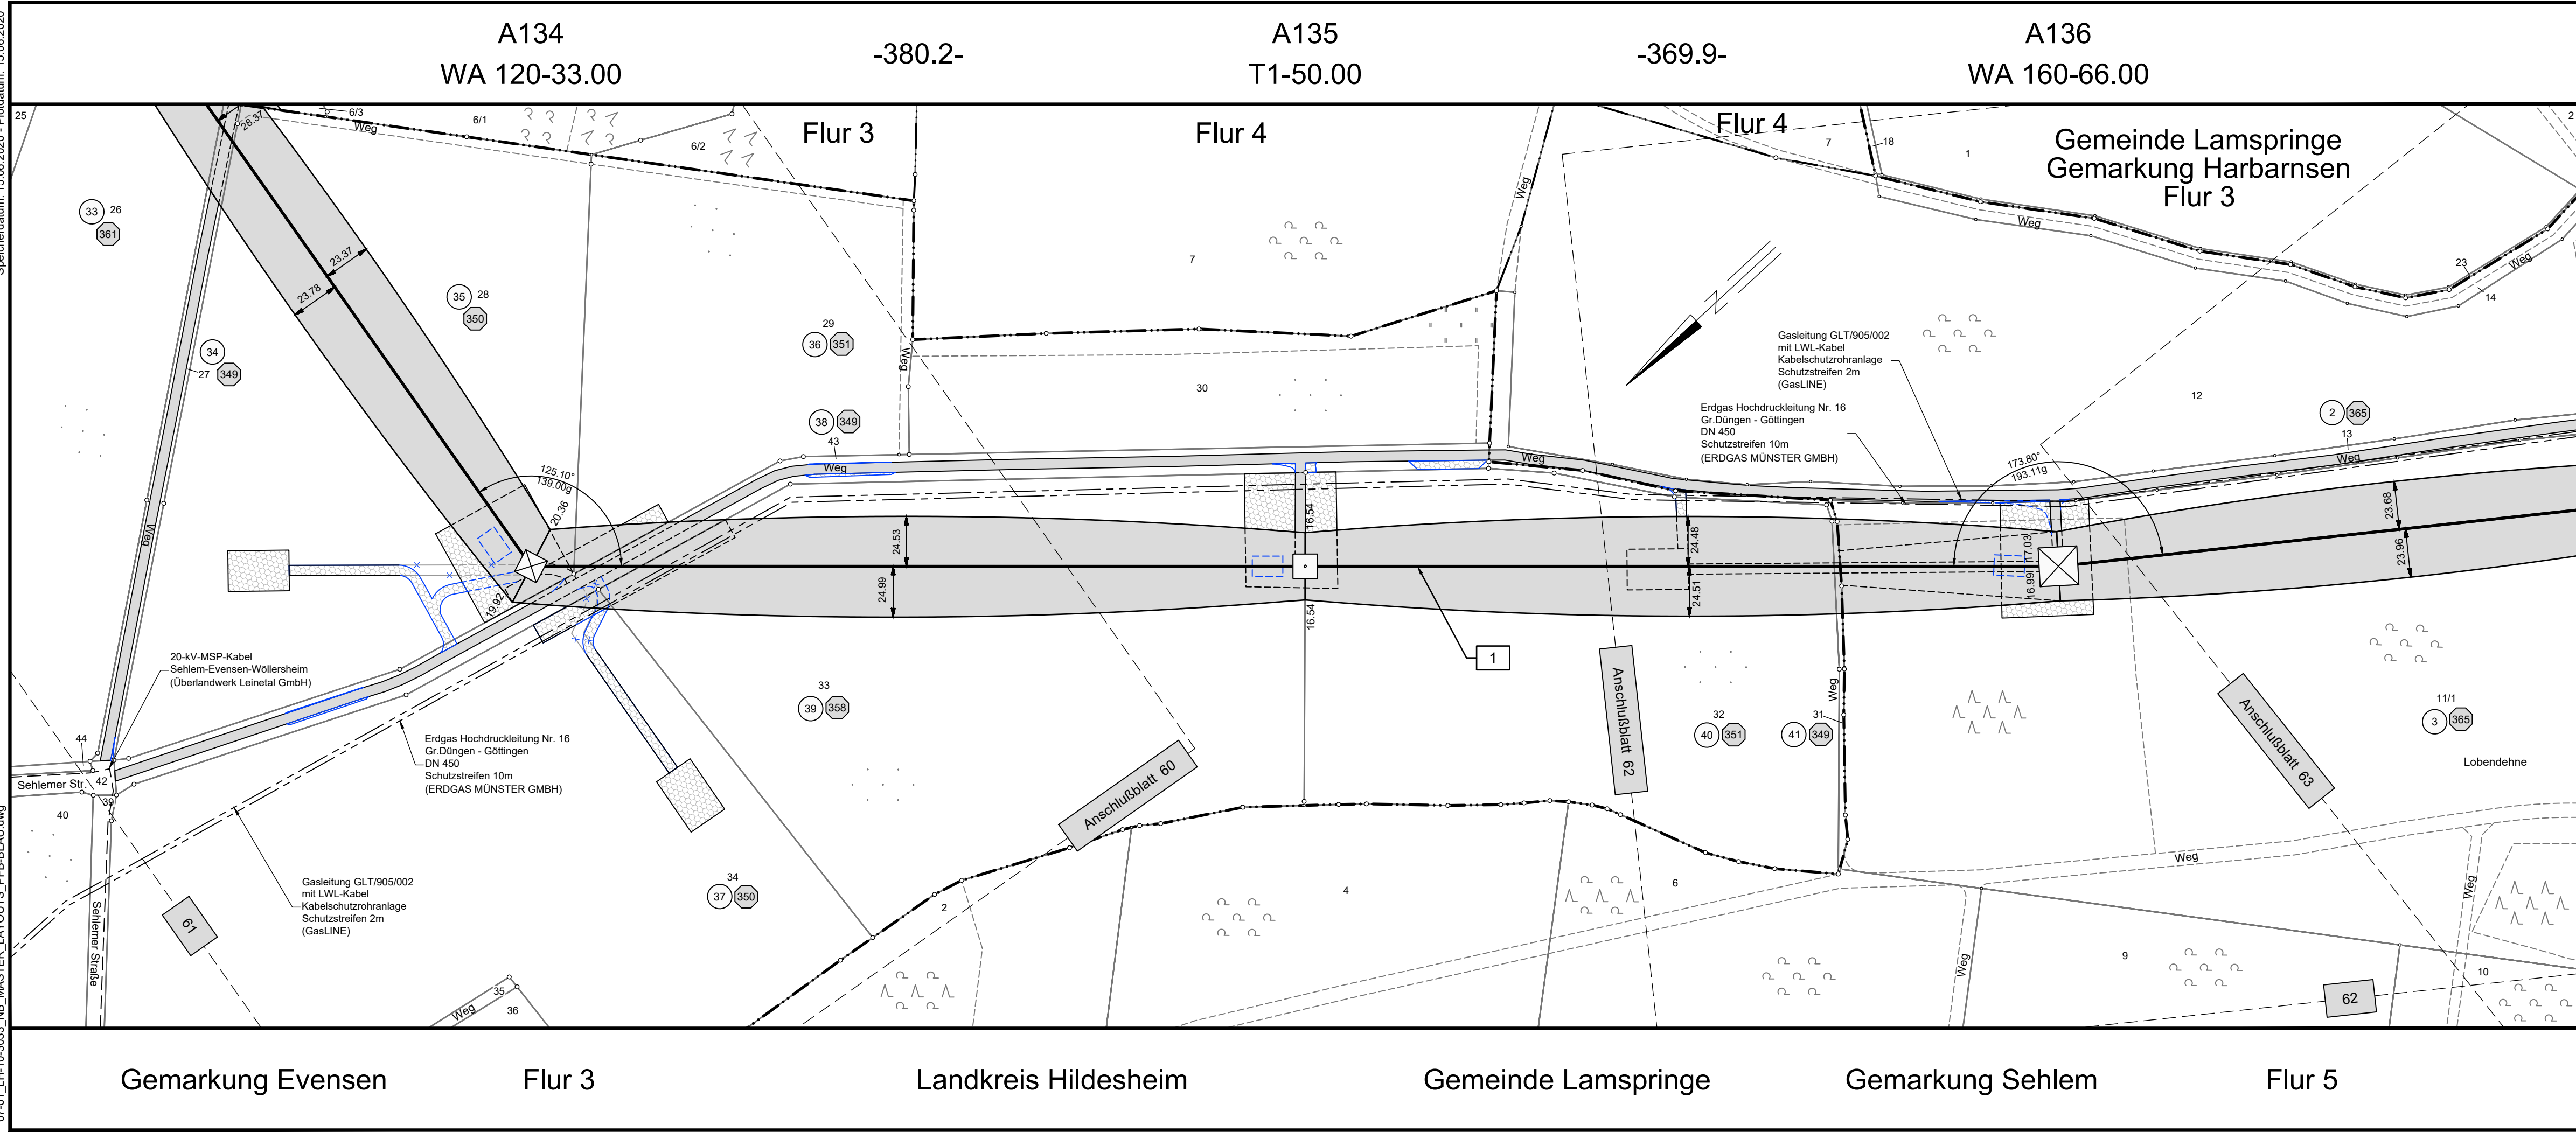 A134
WA 120-33.00
-380.2-
A135
T1-50.00
-369.9-
A136
WA 160-66.00
25
28.37
6/3
Weg
6/1
6/2
Flur 3
Flur 4
Weg
Flur 4
7
18
1
Gemeinde Lamspringe
Gemarkung Harbarnsen
Flur 3
Weg
23
Weg
14
2
33
26
361
23.37
23.78
35
28
350
34
27
349
29
36
351
Weg
7
30
38
349
43
Weg
Weg
Gasleitung GLT/905/002
mit LWL-Kabel
Kabelschutzrohranlage
Schutzstreifen 2m
(GasLINE)
Erdgas Hochdruckleitung Nr. 16
Gr.Düngen - Göttingen
DN 450
Schutzstreifen 10m
(ERDGAS MÜNSTER GMBH)
12
2
365
13
Weg
173.80°
193.11g
125.10°
139.00g
20.36
19.92
24.53
24.99
16.54
16.54
24.48
24.51
17.03
16.99
23.68
23.96
Weg
1
20-kV-MSP-Kabel
Sehlem-Evensen-Wöllersheim
(Überlandwerk Leinetal GmbH)
Erdgas Hochdruckleitung Nr. 16
Gr.Düngen - Göttingen
DN 450
Schutzstreifen 10m
(ERDGAS MÜNSTER GMBH)
33
39
358
Anschlußblatt 60
Anschlußblatt 62
32
40
351
31
41
349
Weg
Anschlußblatt 63
11/1
3
365
Lobendehne
44
Sehlemer Str.
42
39
40
Sehlemer Straße
61
Gasleitung GLT/905/002
mit LWL-Kabel
Kabelschutzrohranlage
Schutzstreifen 2m
(GasLINE)
34
37
350
35
Weg
36
2
4
6
Weg
Weg
9
Weg
10
62
Gemarkung Evensen
Flur 3
Landkreis Hildesheim
Gemeinde Lamspringe
Gemarkung Sehlem
Flur 5